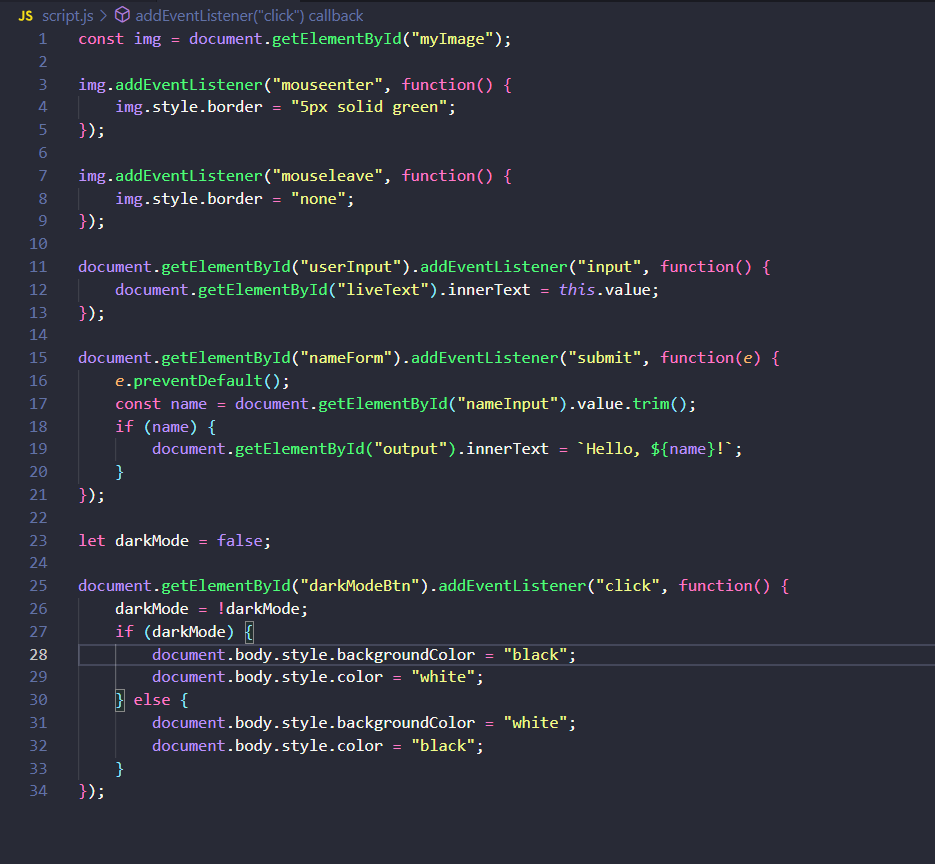 JS script.js > addEventListener("click") callback
1 const img = document.getElementById("myImage");
2
3 img.addEventListener("mouseenter", function() {
4     img.style.border = "5px solid green";
5 });
6
7 img.addEventListener("mouseleave", function() {
8     img.style.border = "none";
9 });
10
11 document.getElementById("userInput").addEventListener("input", function() {
12     document.getElementById("liveText").innerText = this.value;
13 });
14
15 document.getElementById("nameForm").addEventListener("submit", function(e) {
16     e.preventDefault();
17     const name = document.getElementById("nameInput").value.trim();
18     if (name) {
19         document.getElementById("output").innerText = `Hello, ${name}!`;
20     }
21 });
22
23 let darkMode = false;
24
25 document.getElementById("darkModeBtn").addEventListener("click", function() {
26     darkMode = !darkMode;
27     if (darkMode) {
28         document.body.style.backgroundColor = "black";
29         document.body.style.color = "white";
30     } else {
31         document.body.style.backgroundColor = "white";
32         document.body.style.color = "black";
33     }
34 });